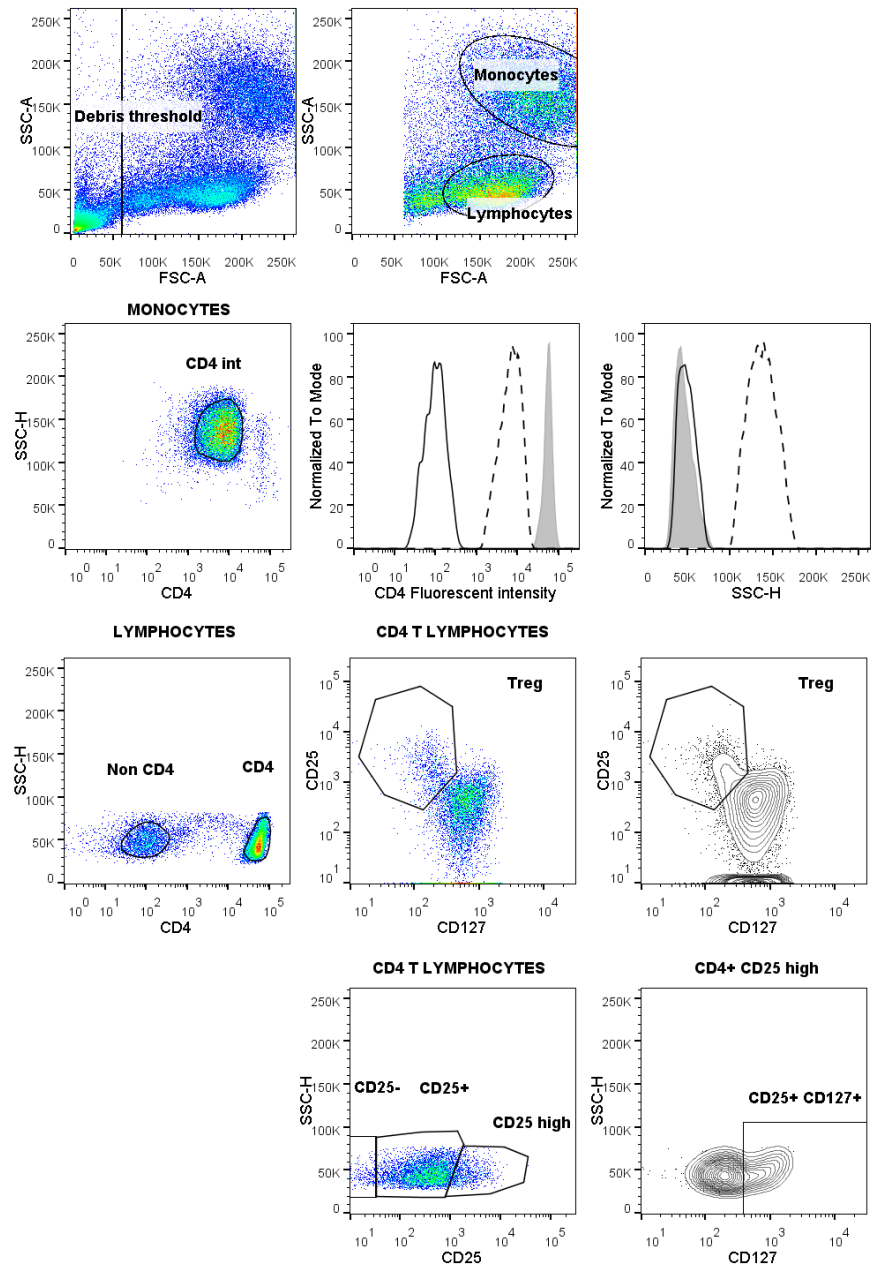 250K
200K
150K
100K
50K
0
SSC-A
Debris threshold
0 50K 100K 150K 200K 250K
FSC-A
250K
200K
150K
100K
50K
0
SSC-A
Monocytes
Lymphocytes
0 50K 100K 150K 200K 250K
FSC-A
MONOCYTES
250K
200K
150K
100K
50K
0
SSC-H
CD4 int
10^0 10^1 10^2 10^3 10^4 10^5
CD4
100
80
60
40
20
0
Normalized To Mode
10^0 10^1 10^2 10^3 10^4 10^5
CD4 Fluorescent intensity
100
80
60
40
20
0
Normalized To Mode
0 50K 100K 150K 200K 250K
SSC-H
LYMPHOCYTES
250K
200K
150K
100K
50K
0
SSC-H
Non CD4
CD4
10^0 10^1 10^2 10^3 10^4 10^5
CD4
CD4 T LYMPHOCYTES
10^5
10^4
10^3
10^2
10^1
CD25
Treg
10^1 10^2 10^3 10^4
CD127
10^5
10^4
10^3
10^2
10^1
CD25
Treg
10^1 10^2 10^3 10^4
CD127
CD4 T LYMPHOCYTES
250K
200K
150K
100K
50K
0
SSC-H
CD25-
CD25+
CD25 high
10^1 10^2 10^3 10^4 10^5
CD25
CD4+ CD25 high
250K
200K
150K
100K
50K
0
SSC-H
CD25+ CD127+
10^1 10^2 10^3 10^4
CD127